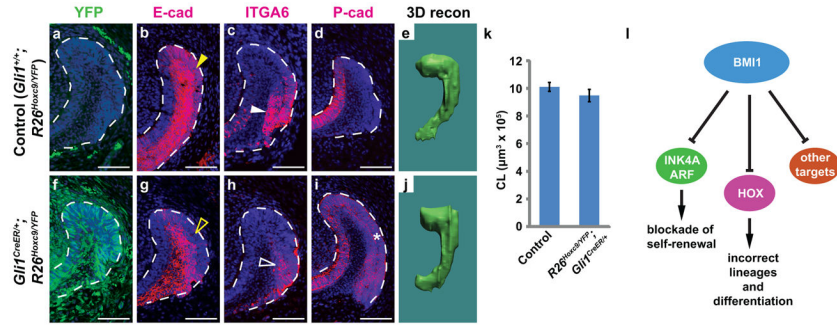 YFP E-cad ITGA6 P-cad 3D recon
Control (Gli1+/+;
R26Hoxc9/YFP)
a b c d e
Gli1CreER/+;
R26Hoxc9/YFP
f g h i j
*
k
CL (µm³ x 10⁵)
12
10
8
6
4
2
0
Control
R26Hoxc9/YFP;
Gli1CreER/+
l
BMI1
INK4A
ARF
HOX
other
targets
blockade of
self-renewal
incorrect
lineages
and
differentiation